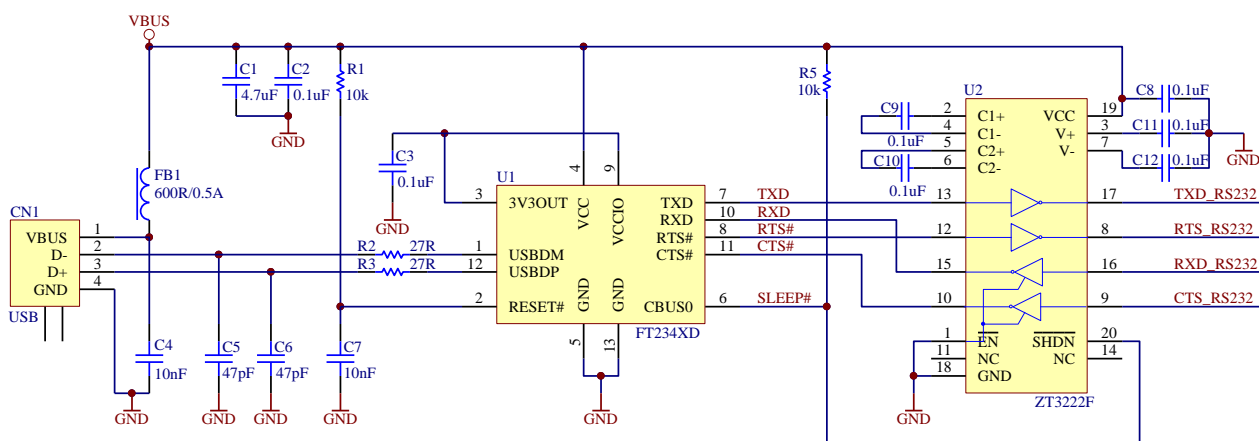 VBUS
C1
4.7uF
C2
0.1uF
GND
R1
10k
R5
10k
C3
0.1uF
GND
FB1
600R/0.5A
CN1
VBUS 1
D- 2
D+ 3
GND 4
USB
R2 27R
R3 27R
C4
10nF
C5
47pF
C6
47pF
C7
10nF
GND
GND
GND
GND
U1
4 9
3 3V3OUT VCC VCCIO TXD 7 TXD
RXD 10 RXD
RTS# 8 RTS#
1 USBDM CTS# 11 CTS#
12 USBDP
2 RESET# GND GND CBUS0 6 SLEEP#
5 13
FT234XD
GND
U2
C9
0.1uF
C10
0.1uF
2 C1+ VCC 19
4 C1- V+ 3
5 C2+ V- 7
6 C2-
C8 0.1uF
C11 0.1uF
C12 0.1uF
GND
13 17 TXD_RS232
12 8 RTS_RS232
15 16 RXD_RS232
10 9 CTS_RS232
1 EN SHDN 20
11 NC NC 14
18 GND
ZT3222F
GND